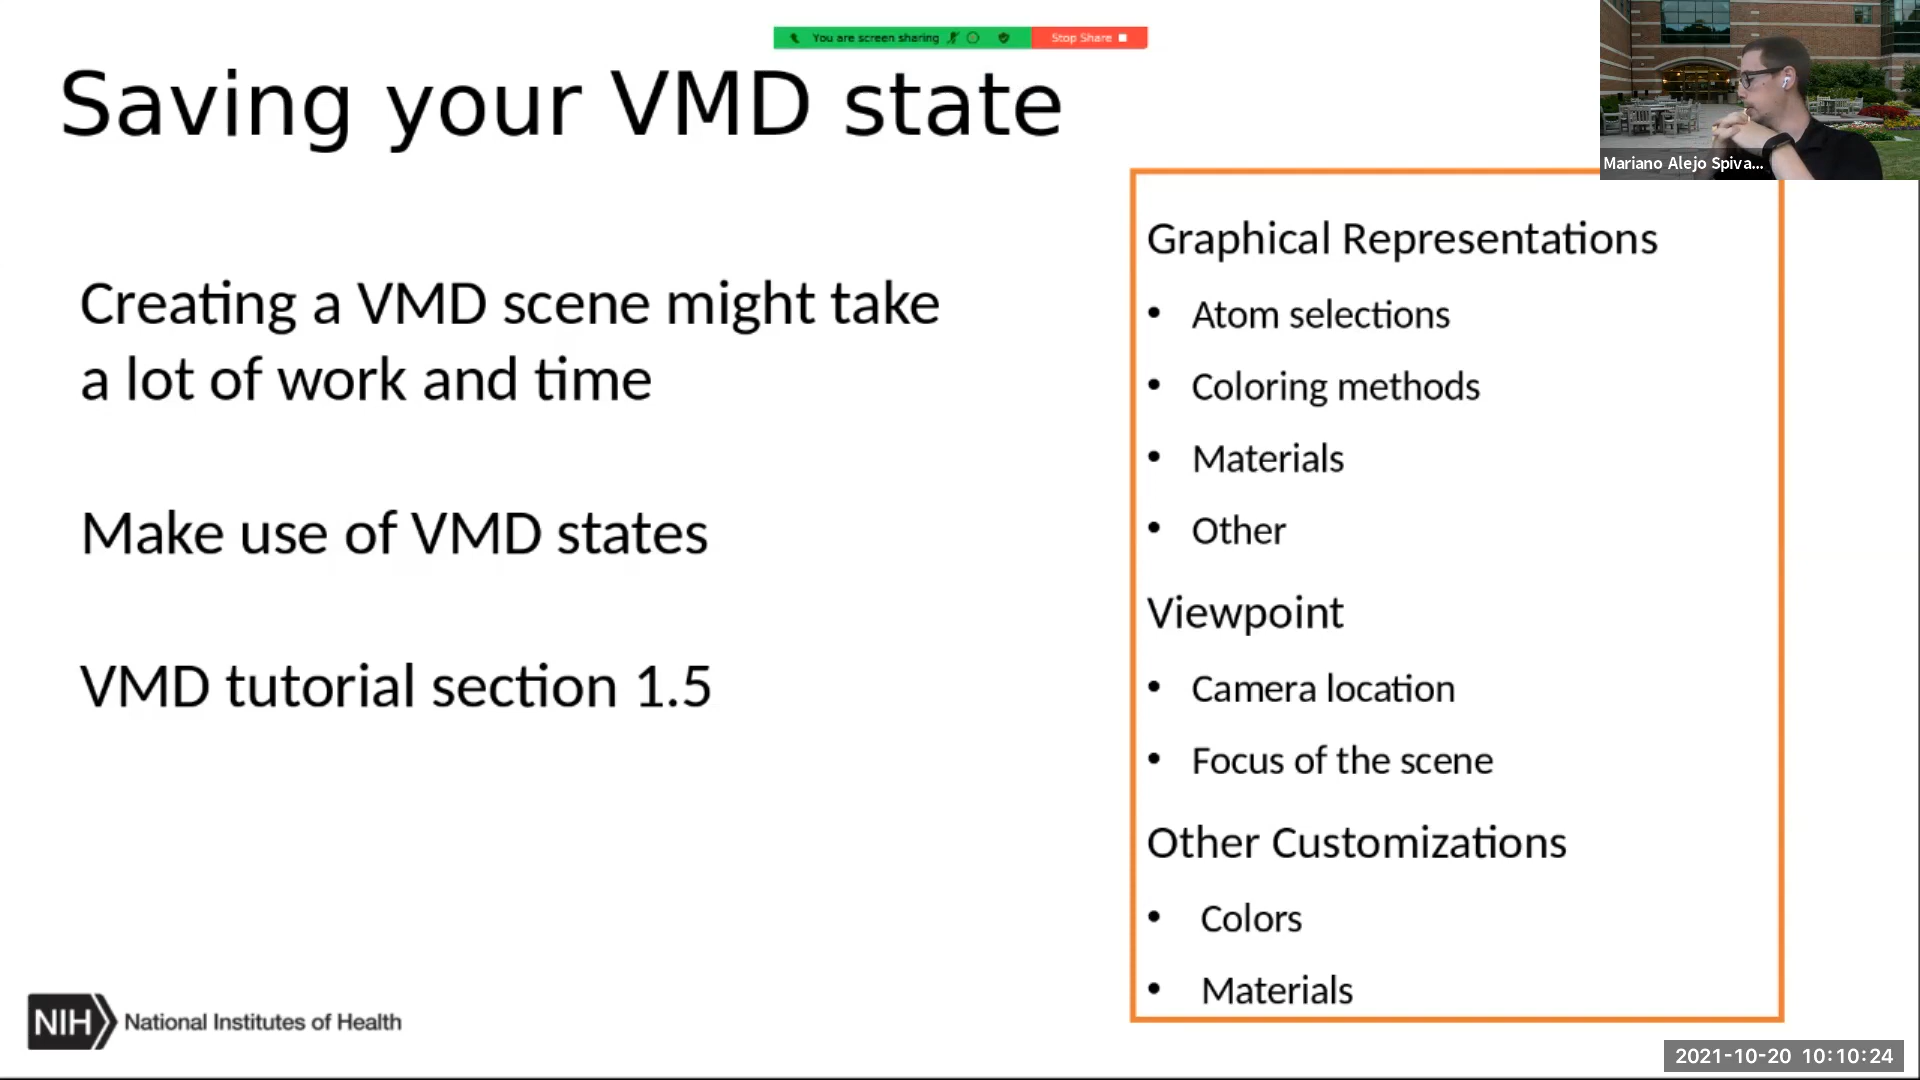 You are screen sharing
Stop Share
Saving your VMD state
Mariano Alejo Spiva...
Creating a VMD scene might take
a lot of work and time
Make use of VMD states
VMD tutorial section 1.5
Graphical Representations
• Atom selections
• Coloring methods
• Materials
• Other
Viewpoint
• Camera location
• Focus of the scene
Other Customizations
• Colors
• Materials
NIH National Institutes of Health
2021-10-20 10:10:24